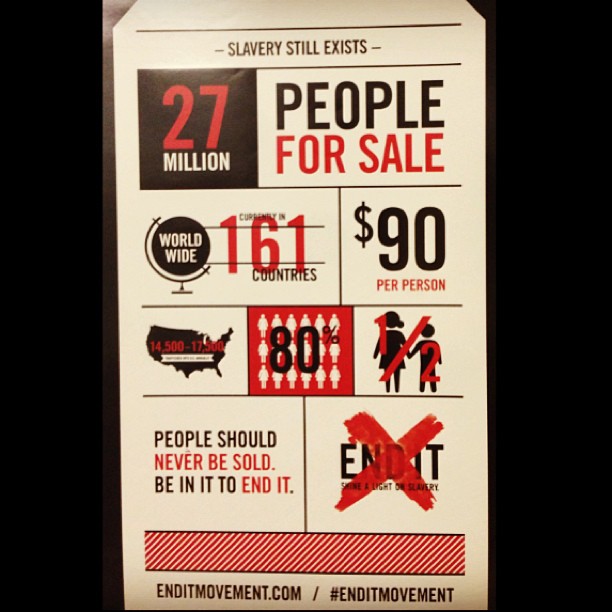 – SLAVERY STILL EXISTS –
27
MILLION
PEOPLE
FOR SALE
WORLD
WIDE
CURRENTLY IN
161
COUNTRIES
$90
PER PERSON
14,500-17,500
80%
1/2
PEOPLE SHOULD
NEVER BE SOLD.
BE IN IT TO END IT.
END IT
SHINE A LIGHT ON SLAVERY.
ENDITMOVEMENT.COM / #ENDITMOVEMENT